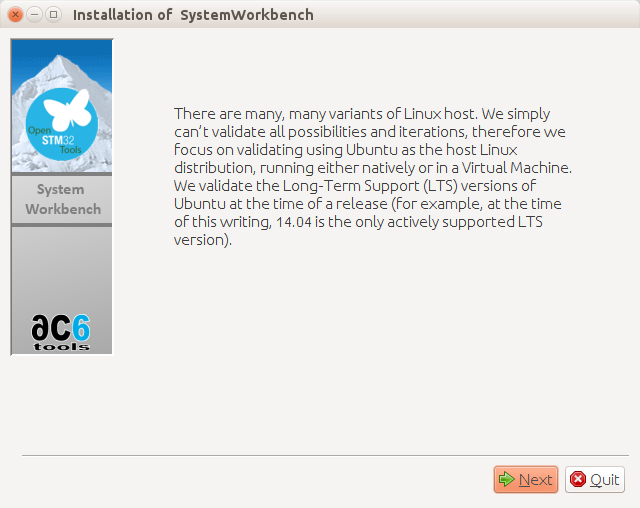 Installation of SystemWorkbench
Open
STM32
Tools
System
Workbench
ac6
tools
There are many, many variants of Linux host. We simply
can't validate all possibilities and iterations, therefore we
focus on validating using Ubuntu as the host Linux
distribution, running either natively or in a Virtual Machine.
We validate the Long-Term Support (LTS) versions of
Ubuntu at the time of a release (for example, at the time
of this writing, 14.04 is the only actively supported LTS
version).
Next
Quit